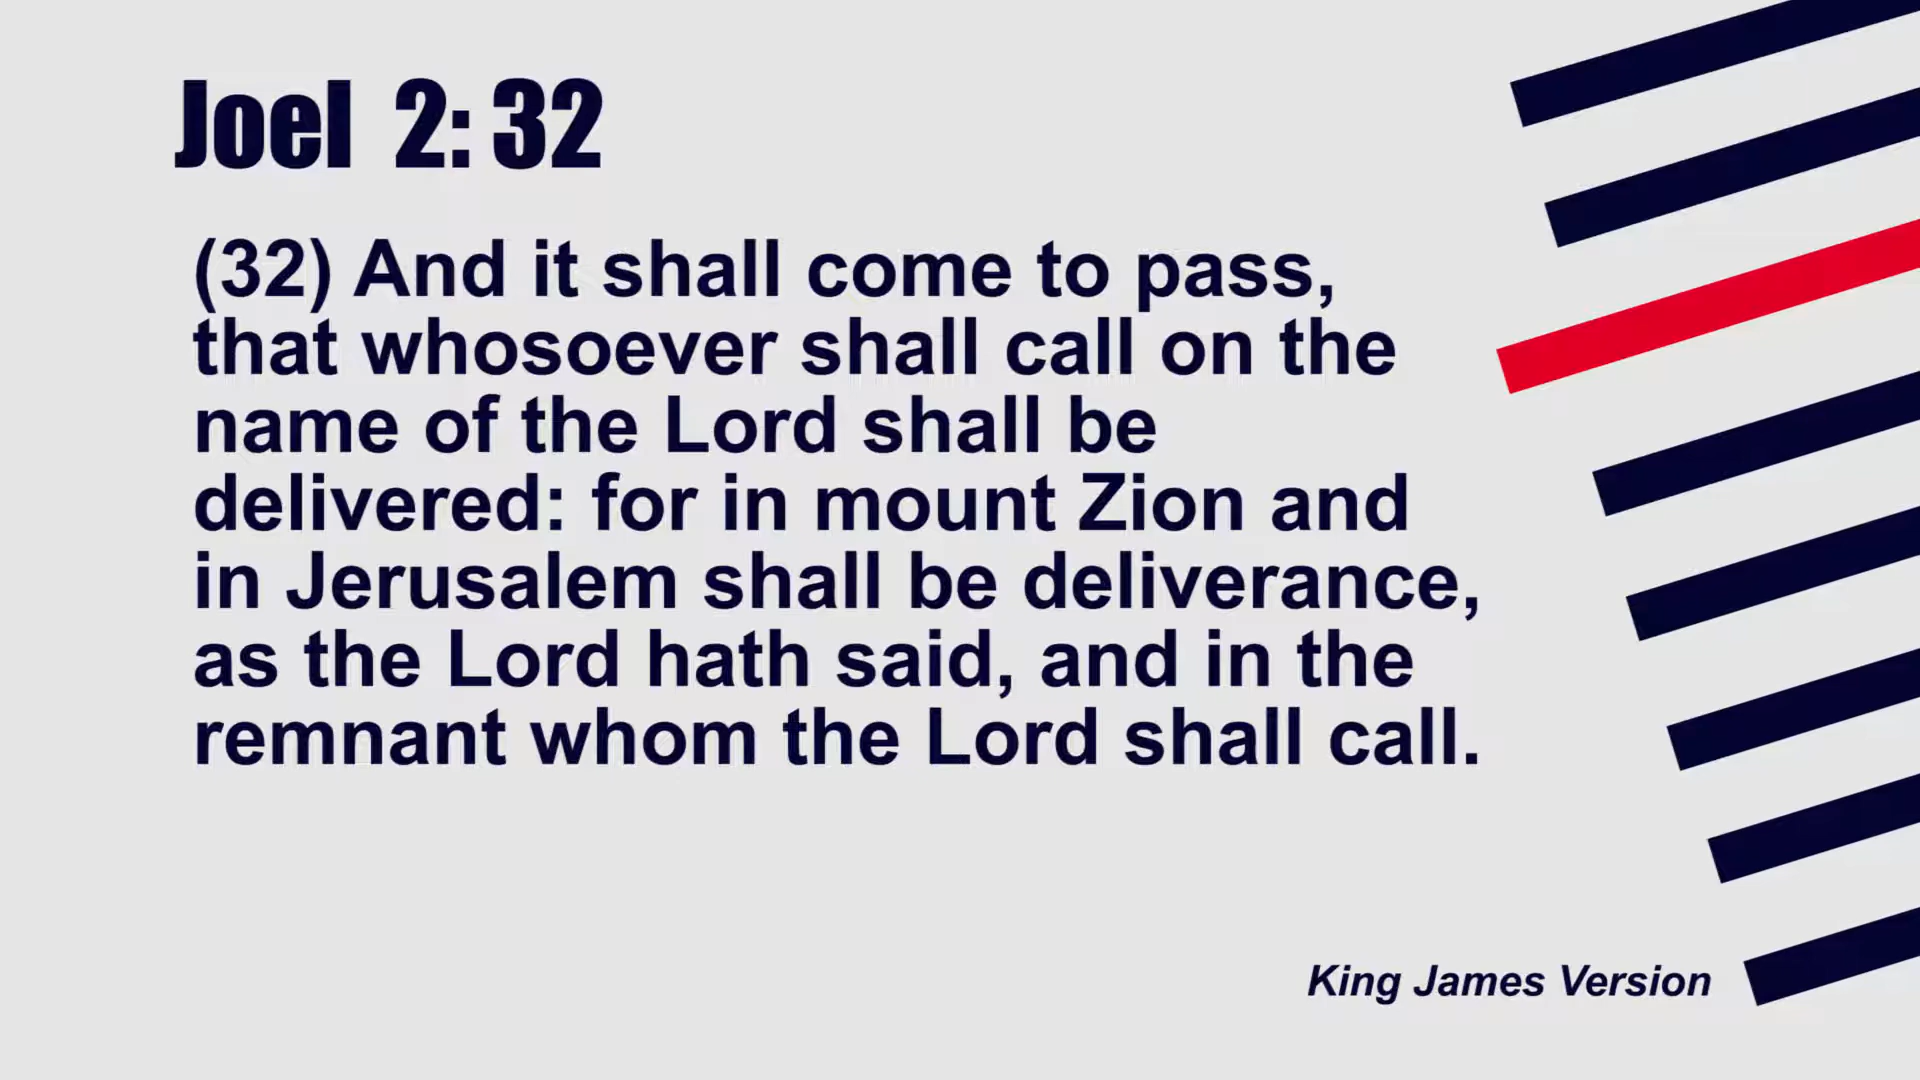 Joel 2: 32
(32) And it shall come to pass,
that whosoever shall call on the
name of the Lord shall be
delivered: for in mount Zion and
in Jerusalem shall be deliverance,
as the Lord hath said, and in the
remnant whom the Lord shall call.
King James Version